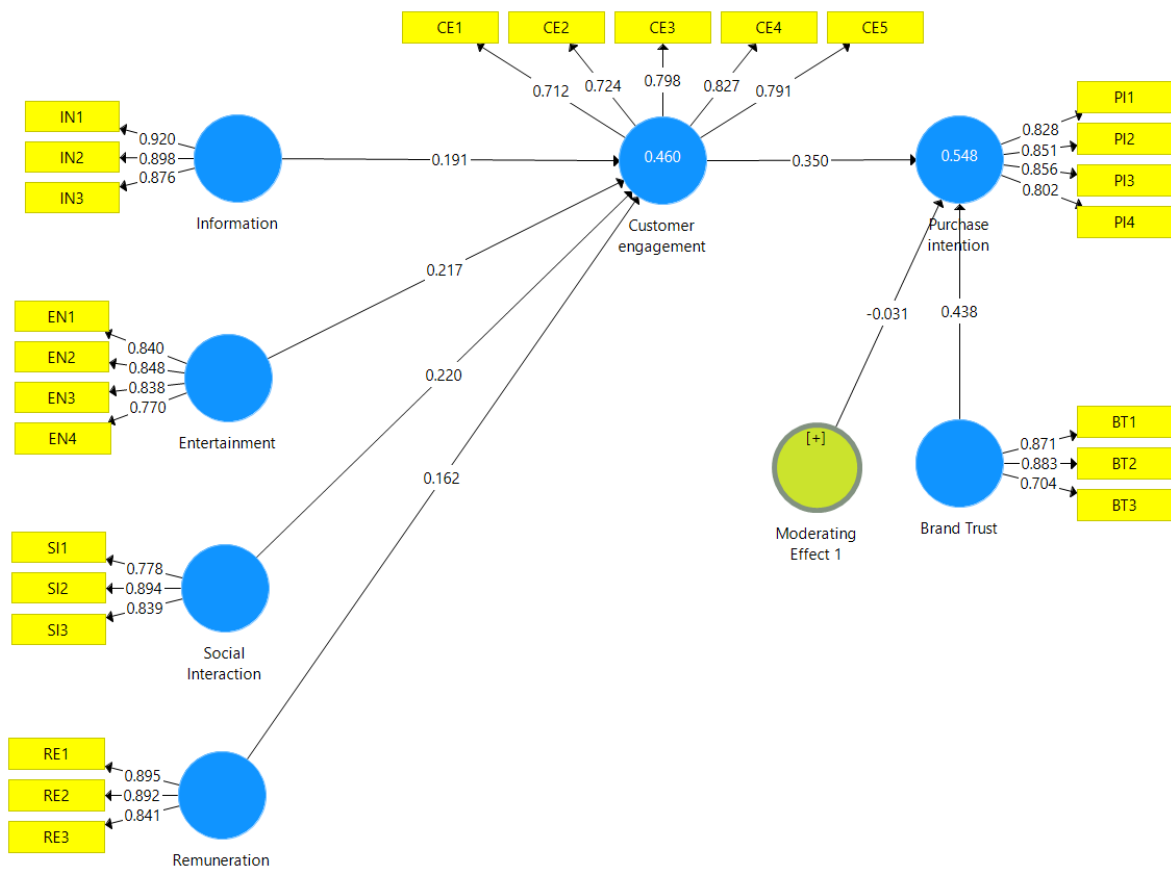 CE1
CE2
CE3
CE4
CE5
0.712
0.724
0.798
0.827
0.791
IN1
IN2
IN3
0.920
0.898
0.876
Information
0.191
0.460
Customer
engagement
0.350
0.548
Purchase
intention
0.828
0.851
0.856
0.802
PI1
PI2
PI3
PI4
EN1
EN2
EN3
EN4
0.840
0.848
0.838
0.770
Entertainment
0.217
0.220
0.162
-0.031
0.438
[+]
Moderating
Effect 1
Brand Trust
0.871
0.883
0.704
BT1
BT2
BT3
SI1
SI2
SI3
0.778
0.894
0.839
Social
Interaction
RE1
RE2
RE3
0.895
0.892
0.841
Remuneration